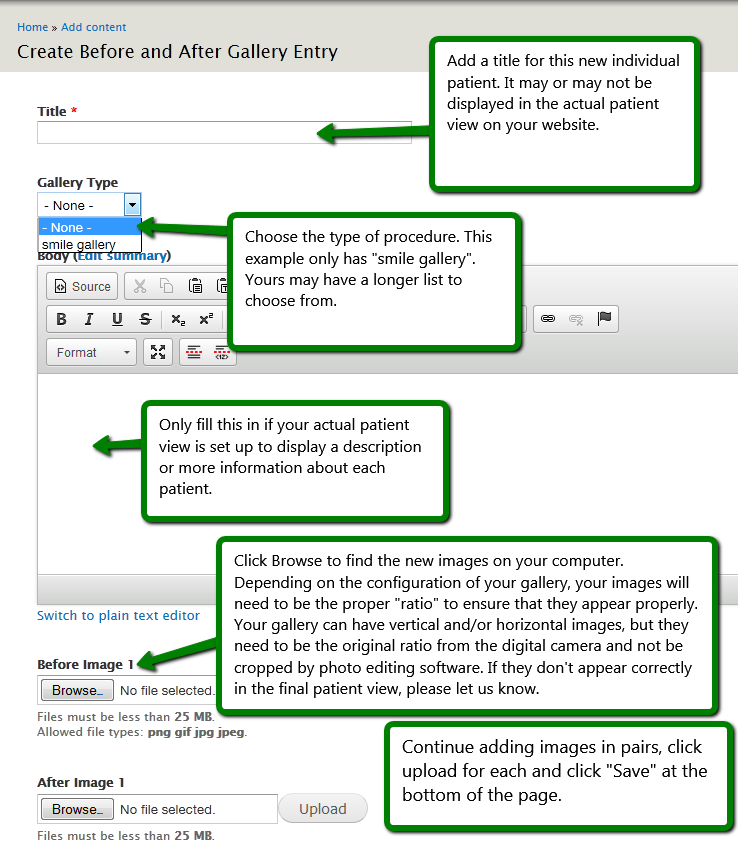 Home » Add content
Create Before and After Gallery Entry
Add a title for this new individual
patient. It may or may not be
displayed in the actual patient
view on your website.
Title *
Gallery Type
- None -
- None -
smile gallery
Choose the type of procedure. This
example only has "smile gallery".
Yours may have a longer list to
choose from.
Body (Edit summary)
Source
B I U S x₂ x²
Format
Only fill this in if your actual patient
view is set up to display a description
or more information about each
patient.
Click Browse to find the new images on your computer.
Depending on the configuration of your gallery, your images will
need to be the proper "ratio" to ensure that they appear properly.
Your gallery can have vertical and/or horizontal images, but they
need to be the original ratio from the digital camera and not be
cropped by photo editing software. If they don't appear correctly
in the final patient view, please let us know.
Switch to plain text editor
Before Image 1
Browse_ No file selected.
Files must be less than 25 MB.
Allowed file types: png gif jpg jpeg.
Continue adding images in pairs, click
upload for each and click "Save" at the
bottom of the page.
After Image 1
Browse_ No file selected.
Upload
Files must be less than 25 MB.